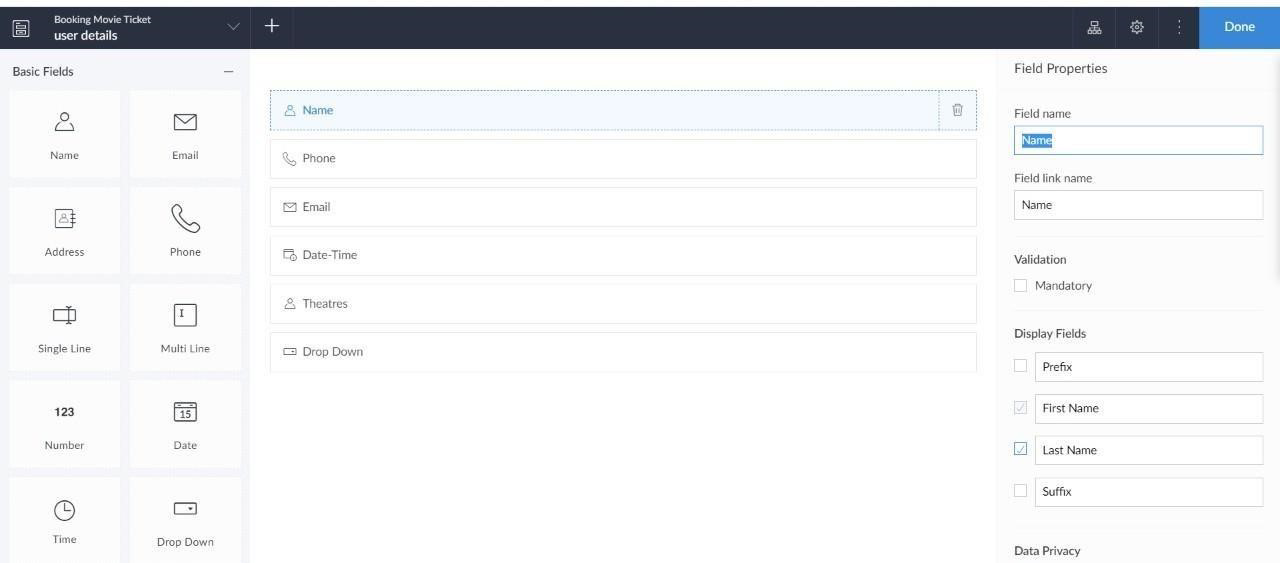 Booking Movie Ticket
user details
Done
Basic Fields
Name
Email
Address
Phone
Single Line
Multi Line
123
Number
15
Date
Time
Drop Down
Name
Phone
Email
Date-Time
Theatres
Drop Down
Field Properties
Field name
Name
Field link name
Name
Validation
Mandatory
Display Fields
Prefix
First Name
Last Name
Suffix
Data Privacy